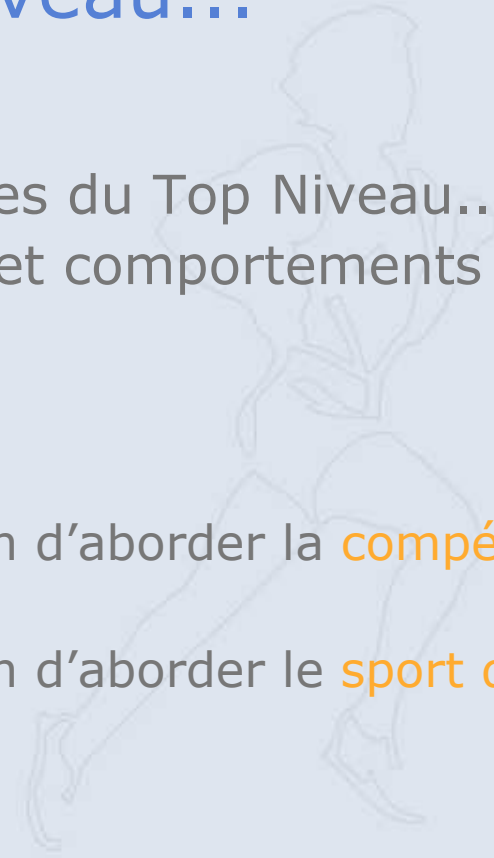 veau...
es du Top Niveau..
et comportements
n d’aborder la compé
n d’aborder le sport d